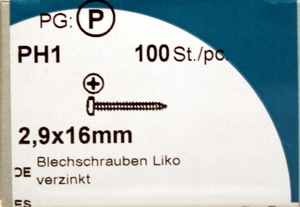 PG: P
PH1 100 St./pc.
2,9x16mm
DE Blechschrauben Liko
verzinkt
ES